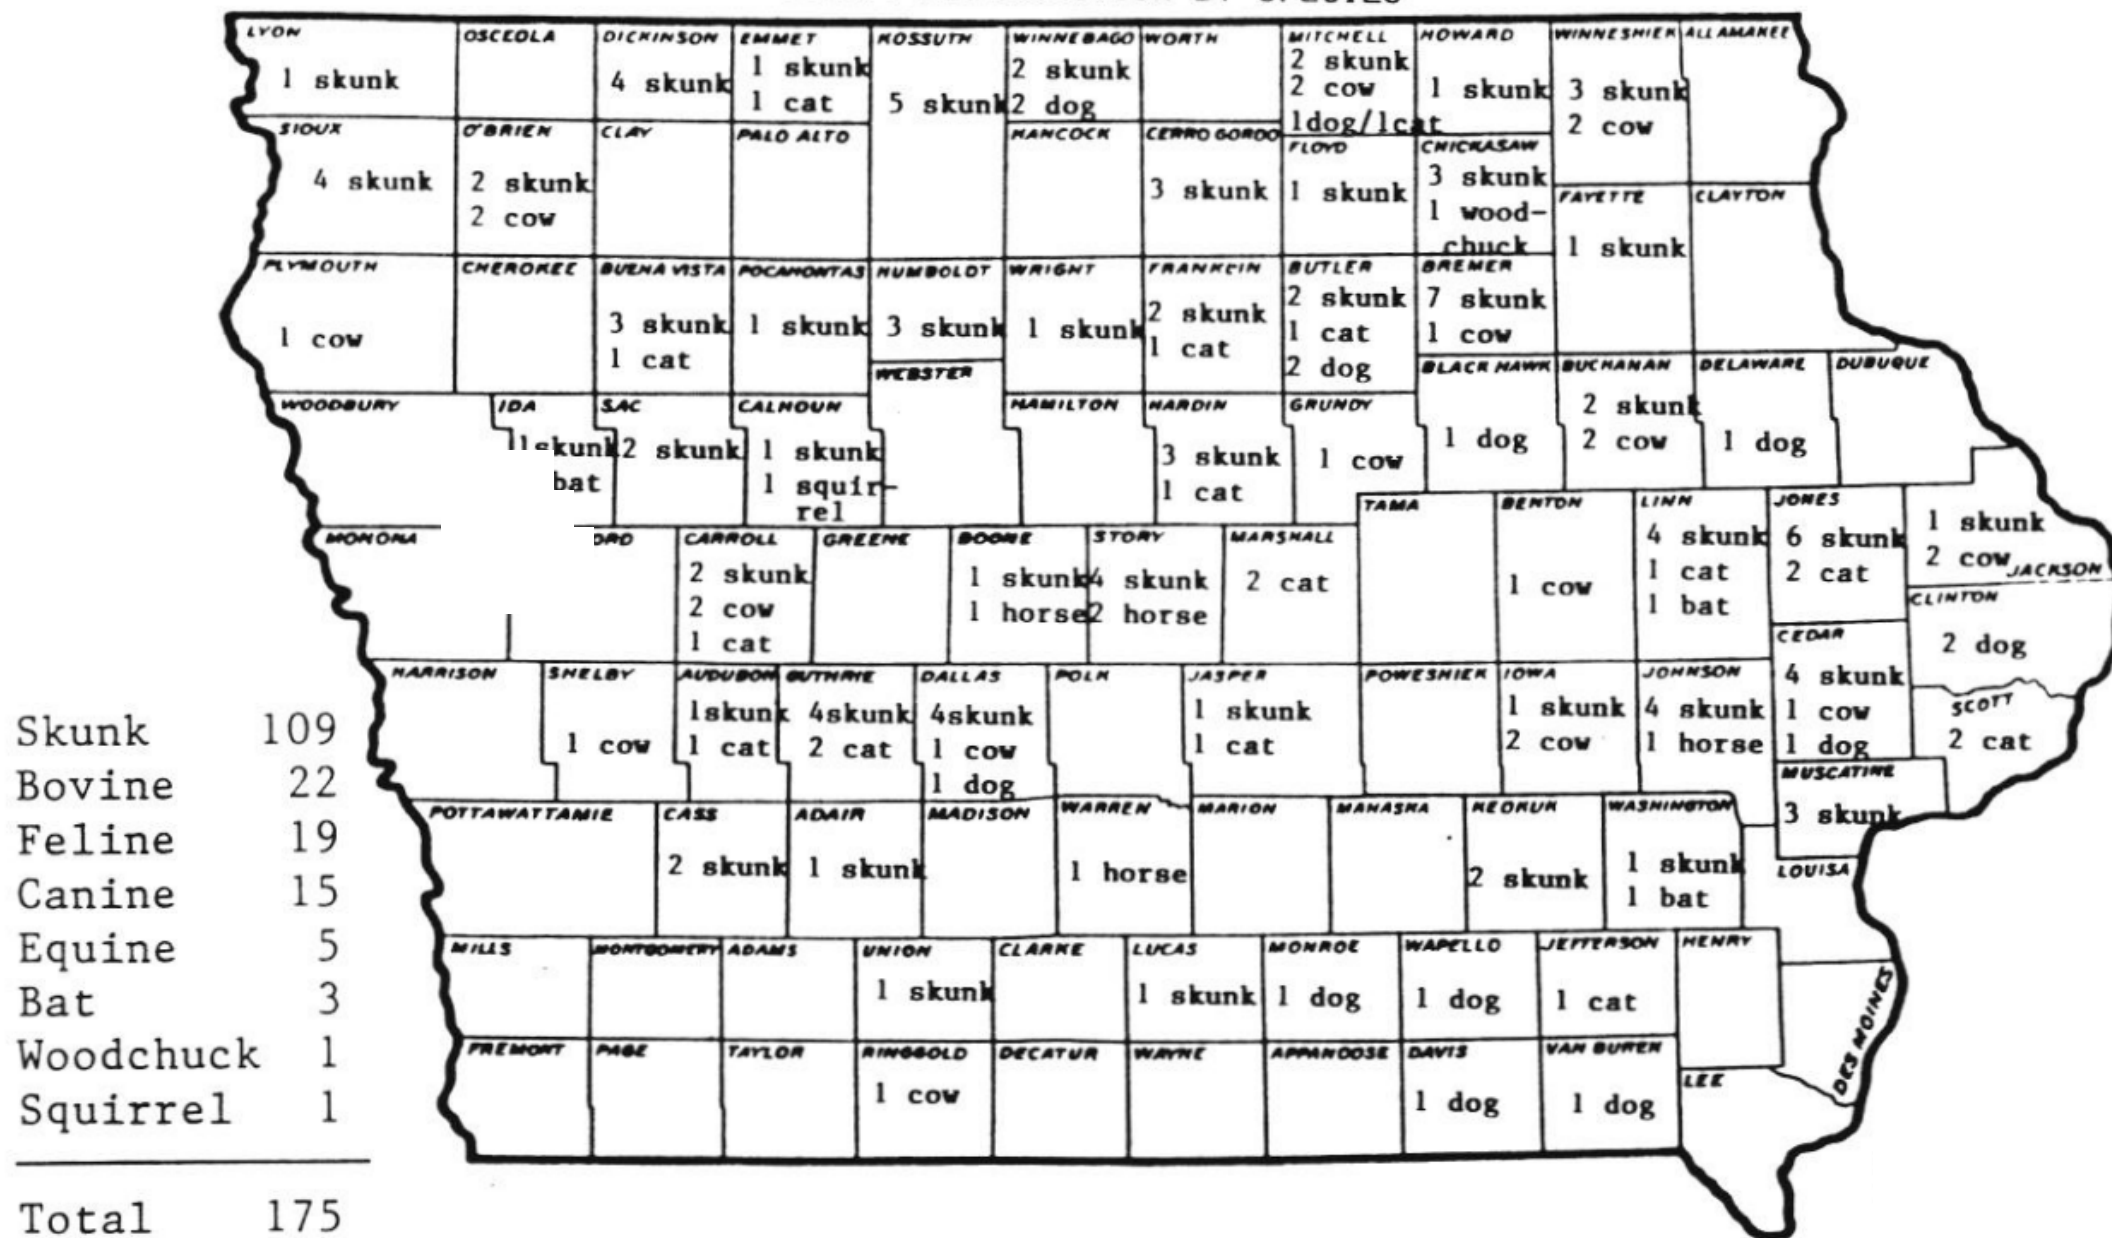 LYON
1 skunk
OSCEOLA
DICKINSON
4 skunk
EMMET
1 skunk
1 cat
KOSSUTH
5 skunk
WINNEBAGO
2 skunk
2 dog
WORTH
MITCHELL
2 skunk
2 cow
1dog/1cat
HOWARD
1 skunk
WINNESHIEK
3 skunk
2 cow
ALLAMAKEE
SIOUX
4 skunk
O'BRIEN
2 skunk
2 cow
CLAY
PALO ALTO
HANCOCK
CERRO GORDO
3 skunk
FLOYD
1 skunk
CHICKASAW
3 skunk
1 wood-
chuck
FAYETTE
1 skunk
CLAYTON
PLYMOUTH
1 cow
CHEROKEE
BUENA VISTA
3 skunk
1 cat
POCAHONTAS
1 skunk
HUMBOLDT
3 skunk
WRIGHT
1 skunk
FRANKLIN
2 skunk
1 cat
BUTLER
2 skunk
1 cat
2 dog
BREMER
7 skunk
1 cow
WOODBURY
IDA
1skunk
bat
SAC
2 skunk
CALHOUN
1 skunk
1 squir-
rel
WEBSTER
HAMILTON
HARDIN
3 skunk
1 cat
GRUNDY
1 cow
BLACK HAWK
1 dog
BUCHANAN
2 skunk
2 cow
DELAWARE
1 dog
DUBUQUE
MONONA
ORD
CARROLL
2 skunk
2 cow
1 cat
GREENE
BOONE
1 skunk
1 horse
STORY
4 skunk
2 horse
MARSHALL
2 cat
TAMA
BENTON
1 cow
LINN
4 skunk
1 cat
1 bat
JONES
6 skunk
2 cat
1 skunk
2 cow
JACKSON
CLINTON
2 dog
HARRISON
SHELBY
1 cow
AUDUBON
1skunk
1 cat
GUTHRIE
4skunk
2 cat
DALLAS
4skunk
1 cow
1 dog
POLK
JASPER
1 skunk
1 cat
POWESHIEK
IOWA
1 skunk
2 cow
JOHNSON
4 skunk
1 horse
CEDAR
4 skunk
1 cow
1 dog
SCOTT
2 cat
MUSCATINE
3 skunk
POTTAWATTAMIE
CASS
2 skunk
ADAIR
1 skunk
MADISON
WARREN
1 horse
MARION
MAHASKA
KEOKUK
2 skunk
WASHINGTON
1 skunk
1 bat
LOUISA
MILLS
MONTGOMERY
ADAMS
UNION
1 skunk
CLARKE
LUCAS
1 skunk
MONROE
1 dog
WAPELLO
1 dog
JEFFERSON
1 cat
HENRY
DES MOINES
FREMONT
PAGE
TAYLOR
RINGGOLD
1 cow
DECATUR
WAYNE
APPANOOSE
DAVIS
1 dog
VAN BUREN
1 dog
LEE
Skunk 109
Bovine 22
Feline 19
Canine 15
Equine 5
Bat 3
Woodchuck 1
Squirrel 1
Total 175